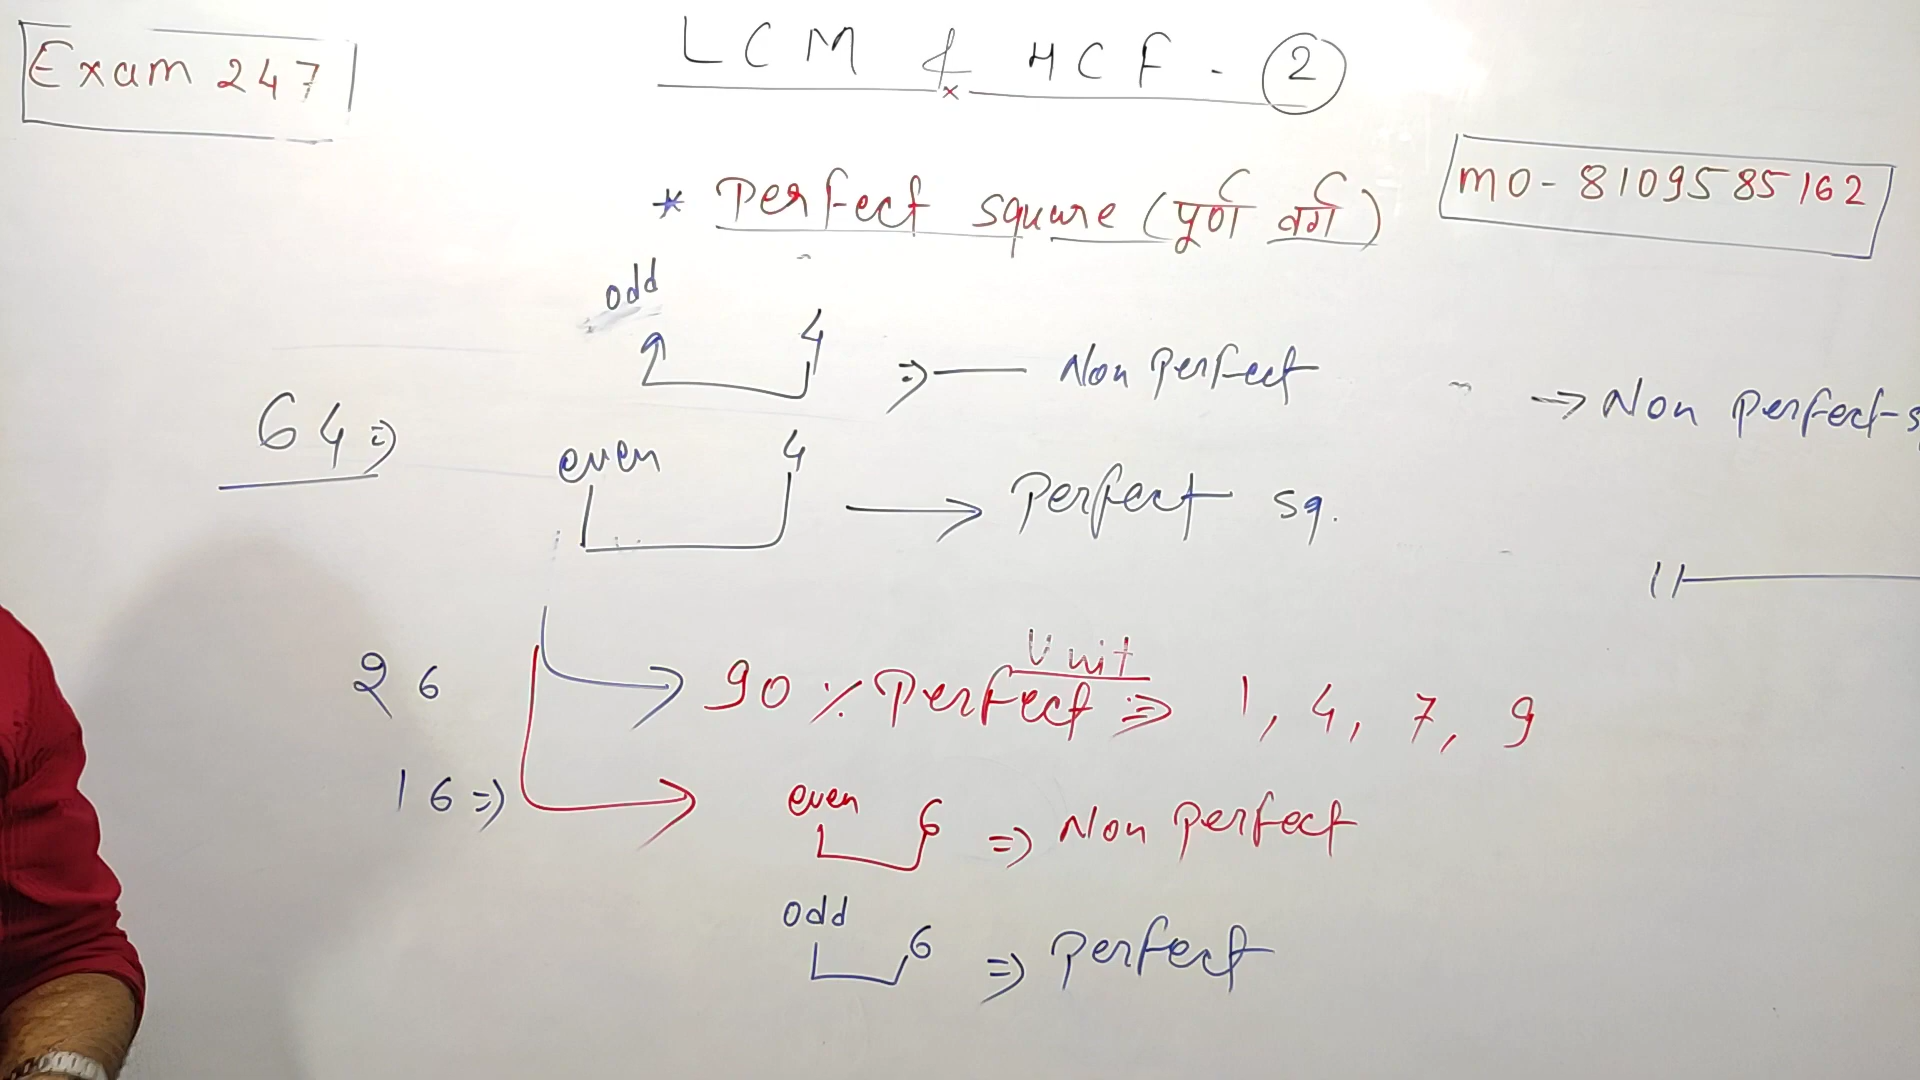 Exam 247
LCM & HCF - 2
MO - 8109585162
* Perfect square (पूर्ण वर्ग)
odd
4 => — Non Perfect
-> Non Perfect-s
64 =>
even 4 -> Perfect sq.
11
26
Unit
90 % Perfect => 1, 4, 7, 9
16 =>
even 6 => Non Perfect
odd 6 => Perfect